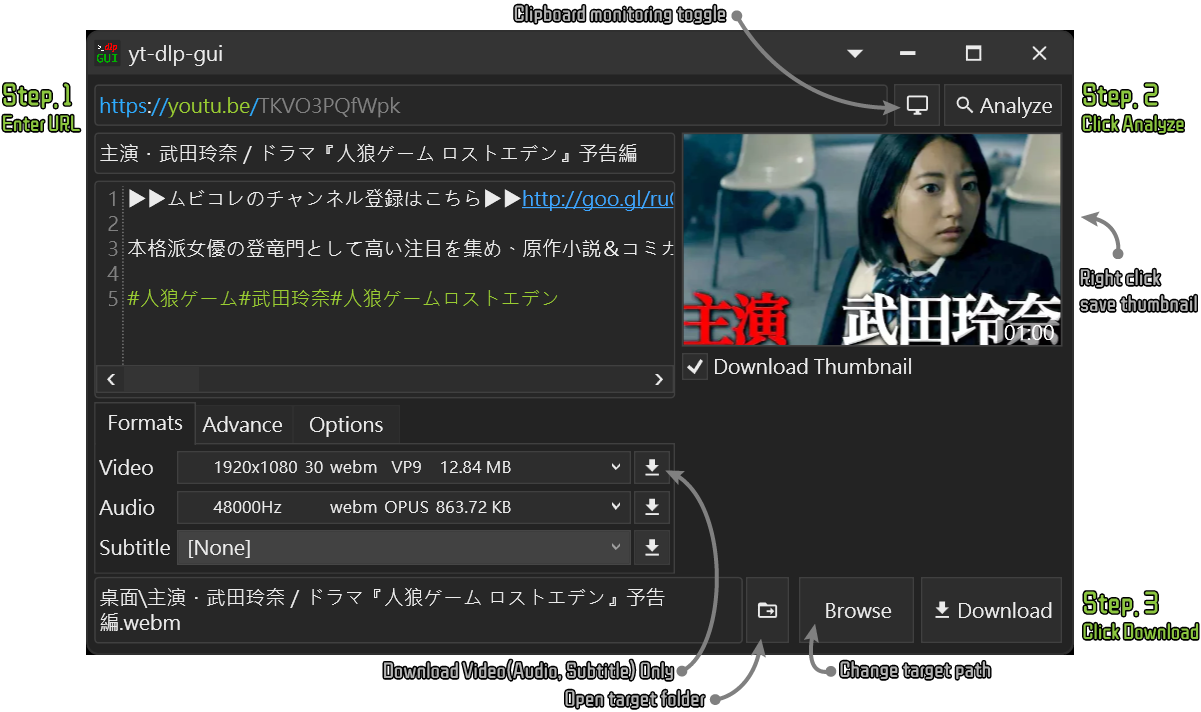 Clipboard monitoring toggle
yt-dlp-gui
Step. 1
Enter URL
https://youtu.be/TKVO3PQfWpk
Analyze
Step. 2
Click Analyze
主演・武田玲奈 / ドラマ『人狼ゲーム ロストエデン』予告編
1 ▶▶ムビコレのチャンネル登録はこちら▶▶http://goo.gl/ru
2
3 本格派女優の登竜門として高い注目を集め、原作小説＆コミカ
4
5 #人狼ゲーム#武田玲奈#人狼ゲームロストエデン
主演 武田玲奈
01:00
Right click
save thumbnail
Download Thumbnail
Formats Advance Options
Video 1920x1080 30 webm VP9 12.84 MB
Audio 48000Hz webm OPUS 863.72 KB
Subtitle [None]
桌面\主演・武田玲奈 / ドラマ『人狼ゲーム ロストエデン』予告
編.webm
Browse
Download
Step. 3
Click Download
Download Video(Audio, Subtitle) Only
Change target path
Open target folder